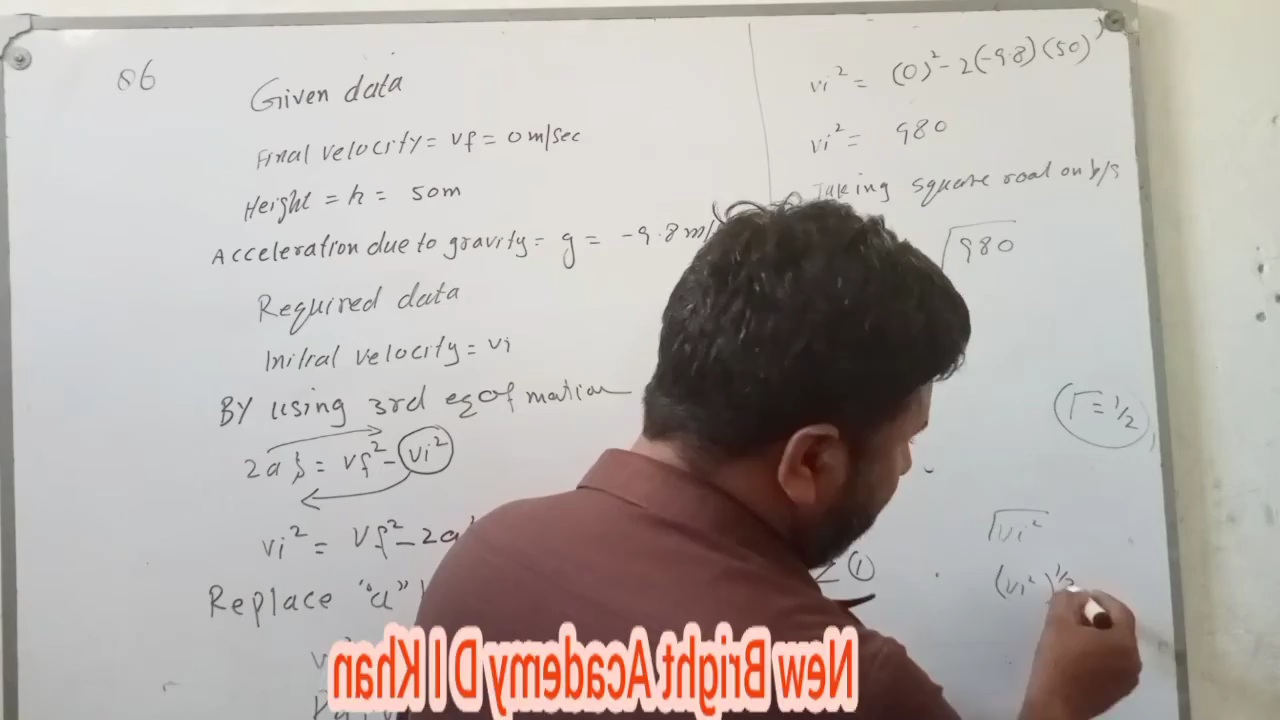 Q6
Given data
Final velocity = vf = 0 m/sec
Height = h = 50m
Acceleration due to gravity = g = -9.8 m/
Required data
Initial velocity = vi
BY using 3rd eq of motion
2a s = vf² - vi²
vi² = vf² - 2a
Replace "a"
vi² = (0)² - 2(-9.8)(50)
vi² = 980
Taking square root on b/s
√980
√ = 1/2
√vi²
(vi²)^1/2
①
New Bright Academy D I Khan